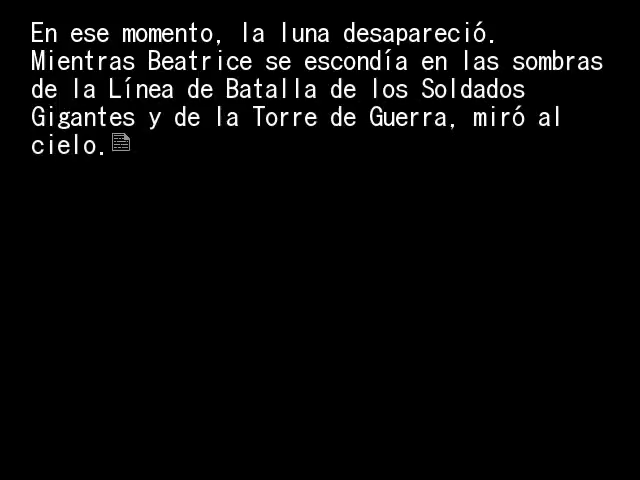 En ese momento, la luna desapareció.
Mientras Beatrice se escondía en las sombras
de la Línea de Batalla de los Soldados
Gigantes y de la Torre de Guerra, miró al
cielo.